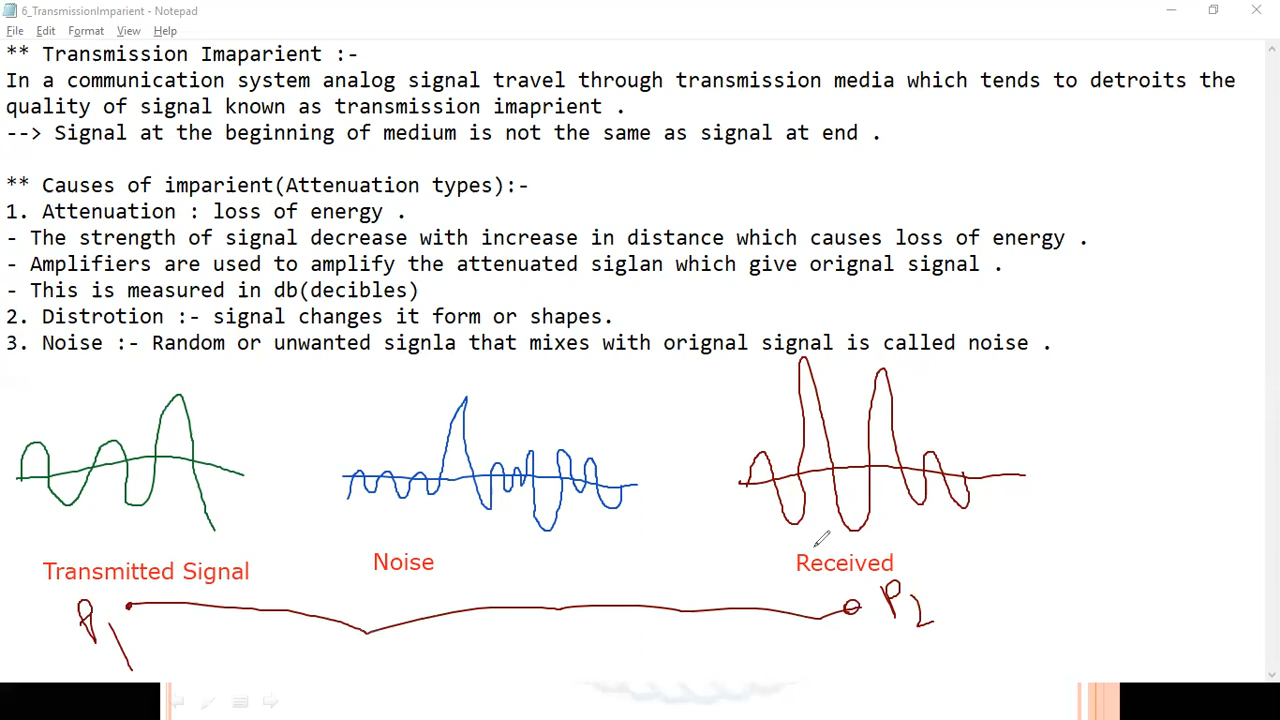 6_TransmissionImparient - Notepad
File Edit Format View Help
** Transmission Imaparient :-
In a communication system analog signal travel through transmission media which tends to detroits the
quality of signal known as transmission imaprient .
--> Signal at the beginning of medium is not the same as signal at end .
** Causes of imparient(Attenuation types):-
1. Attenuation : loss of energy .
- The strength of signal decrease with increase in distance which causes loss of energy .
- Amplifiers are used to amplify the attenuated siglan which give orignal signal .
- This is measured in db(decibles)
2. Distrotion :- signal changes it form or shapes.
3. Noise :- Random or unwanted signla that mixes with orignal signal is called noise .
Transmitted Signal
Noise
Received
P1
P2